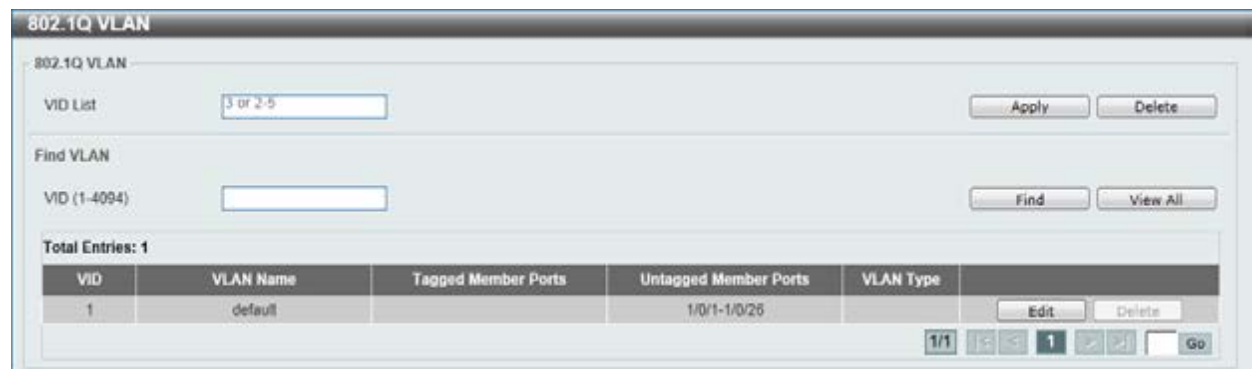 802.1Q VLAN
802.1Q VLAN
VID List 3 or 2-5 Apply Delete
Find VLAN
VID (1-4094) Find View All
Total Entries: 1
VID VLAN Name Tagged Member Ports Untagged Member Ports VLAN Type
1 default 1/0/1-1/0/26 Edit Delete
1/1 |< < 1 > >| Go